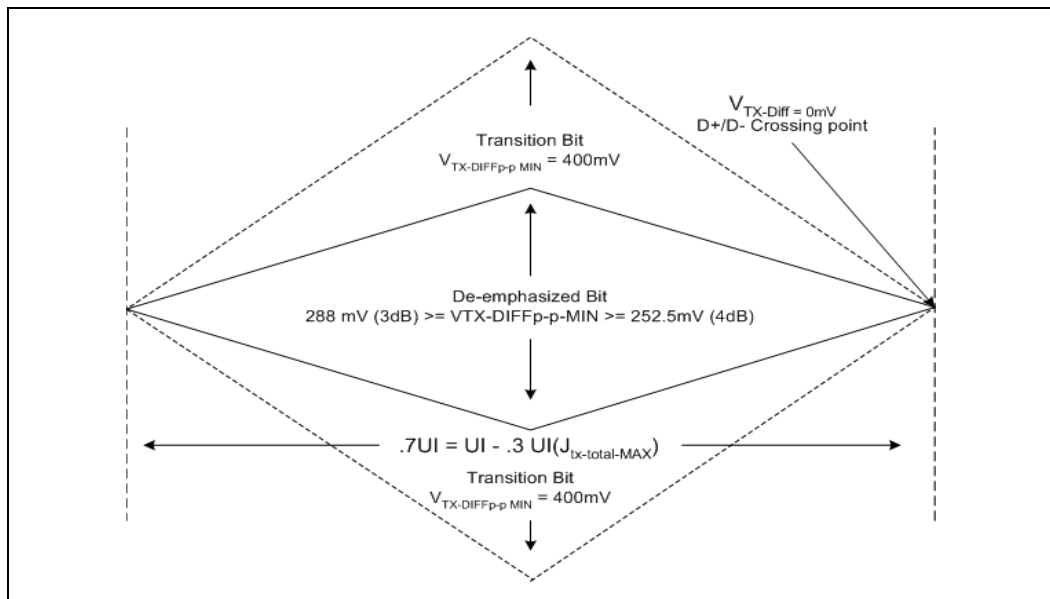 V_TX-Diff = 0mV
D+/D- Crossing point
Transition Bit
V_TX-DIFFp-p MIN = 400mV
De-emphasized Bit
288 mV (3dB) >= VTX-DIFFp-p-MIN >= 252.5mV (4dB)
.7UI = UI - .3 UI(J_tx-total-MAX)
Transition Bit
V_TX-DIFFp-p MIN = 400mV